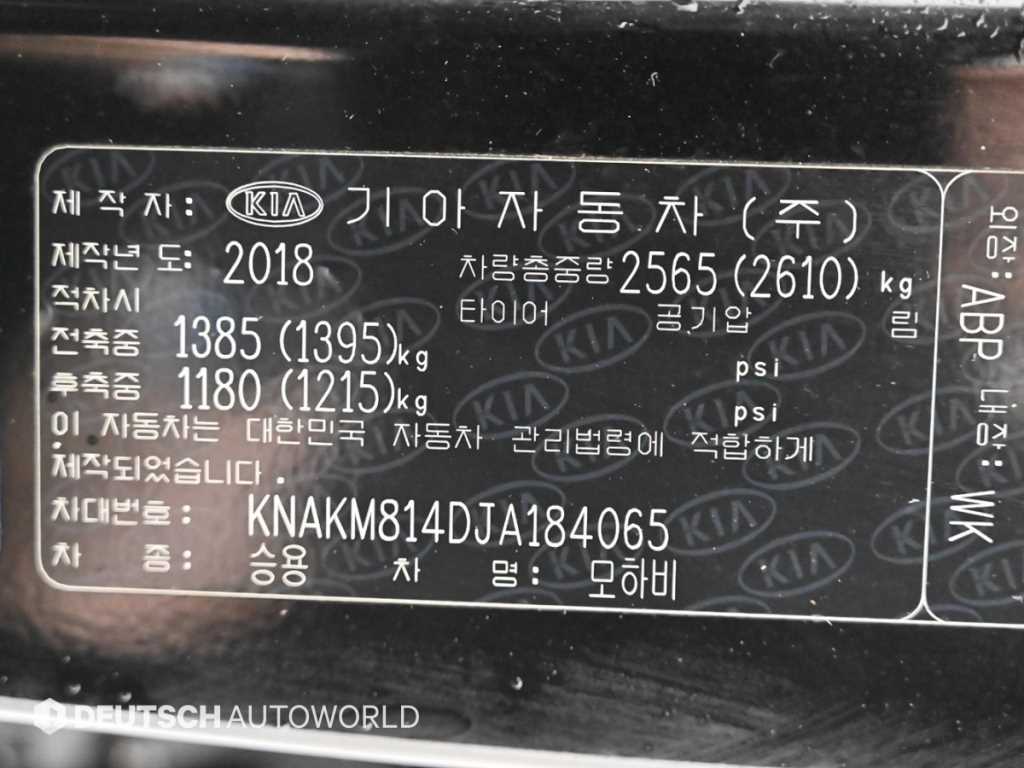 제 작 자 : KIA 기 아 자 동 차 ( 주 )
제작년 도: 2018 차량총중량 2565 (2610) kg
적차시 타이어 공기압 림
전축중 1385 (1395)kg psi
후축중 1180 (1215)kg psi
이 자동차는 대한민국 자동차 관리법령에 적합하게
제작되었습니다 .
차대번호 : KNAKM814DJA184065
차 종 : 승용 차 명 : 모하비
외장: ABP 내장: WK
DEUTSCH AUTOWORLD